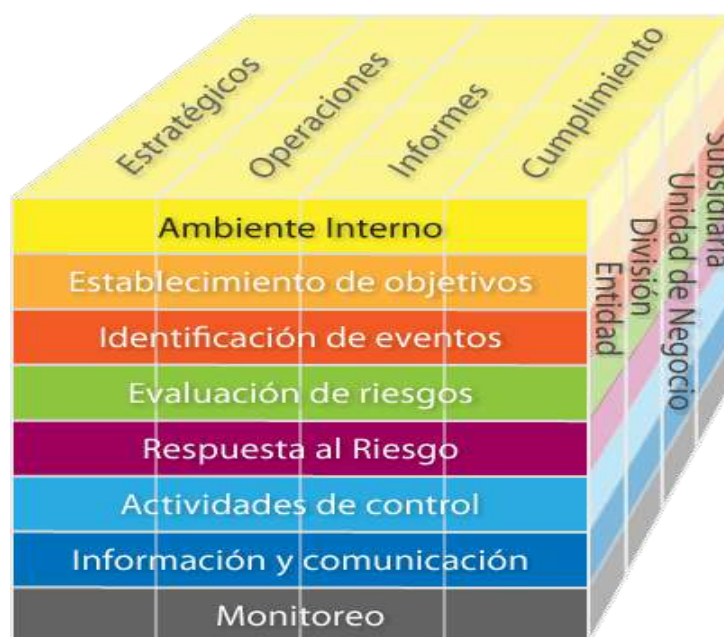 Estratégicos
Operaciones
Informes
Cumplimiento
Ambiente Interno
Establecimiento de objetivos
Identificación de eventos
Evaluación de riesgos
Respuesta al Riesgo
Actividades de control
Información y comunicación
Monitoreo
Entidad
División
Unidad de Negocio
Subsidiaria